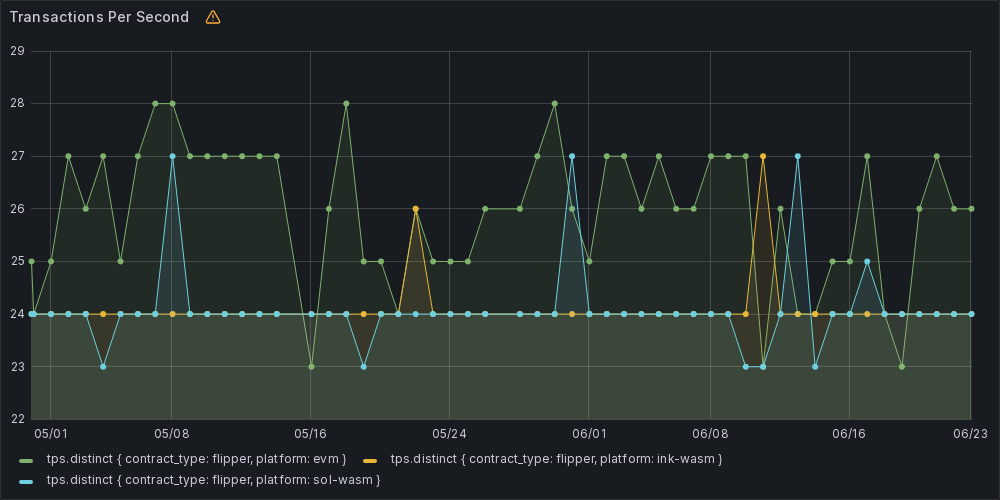 Transactions Per Second
29
28
27
26
25
24
23
22
05/01 05/08 05/16 05/24 06/01 06/08 06/16 06/23
tps.distinct { contract_type: flipper, platform: evm } tps.distinct { contract_type: flipper, platform: ink-wasm }
tps.distinct { contract_type: flipper, platform: sol-wasm }